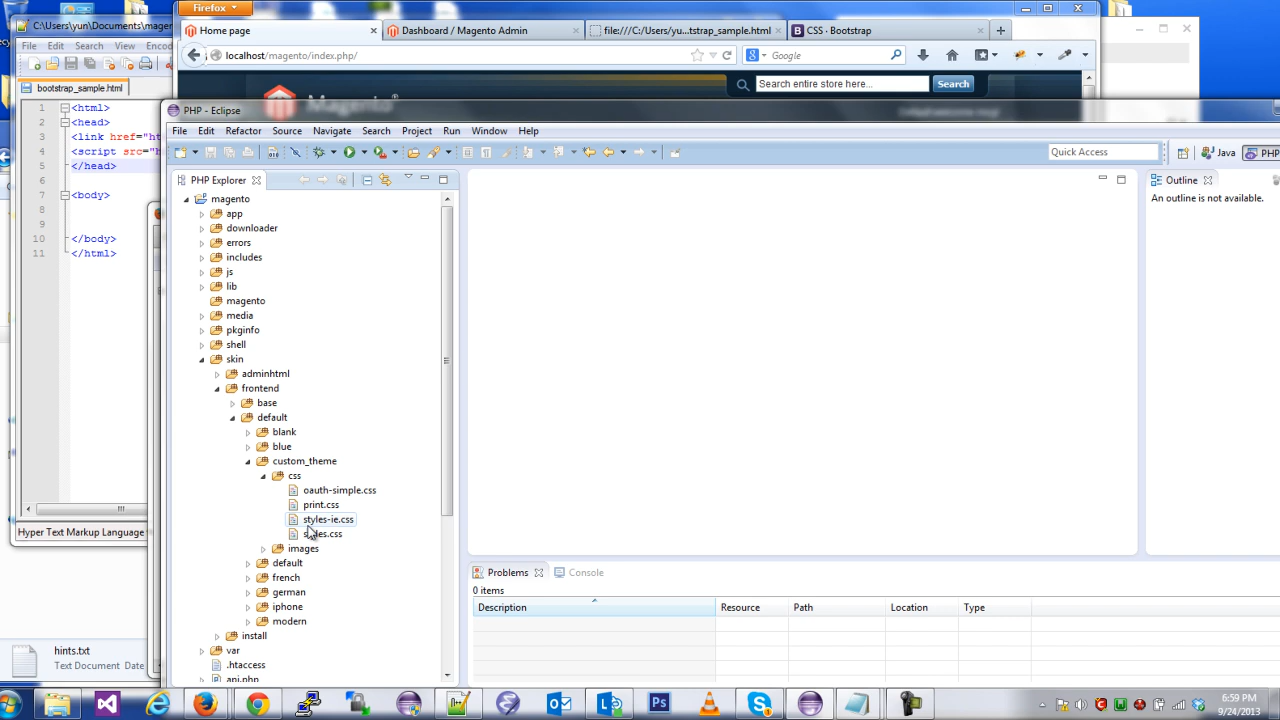 Firefox
C:\Users\yun\Documents\mage
File Edit Search View Encod
bootstrap_sample.html
1 <html>
2 <head>
3 <link href="ht
4 <script src="h
5 </head>
6
7 <body>
8
9
10 </body>
11 </html>
Hyper Text Markup Language
hints.txt
Text Document Date
Home page
Dashboard / Magento Admin
file:///C:/Users/yu...tstrap_sample.html
CSS · Bootstrap
localhost/magento/index.php/
Google
Magento
Search entire store here...
Search
PHP - Eclipse
File Edit Refactor Source Navigate Search Project Run Window Help
Quick Access
Java
PHP
PHP Explorer
magento
app
downloader
errors
includes
js
lib
magento
media
pkginfo
shell
skin
adminhtml
frontend
base
default
blank
blue
custom_theme
css
oauth-simple.css
print.css
styles-ie.css
styles.css
images
default
french
german
iphone
modern
install
var
.htaccess
api.php
Outline
An outline is not available.
Problems
Console
0 items
Description Resource Path Location Type
6:59 PM
9/24/2013